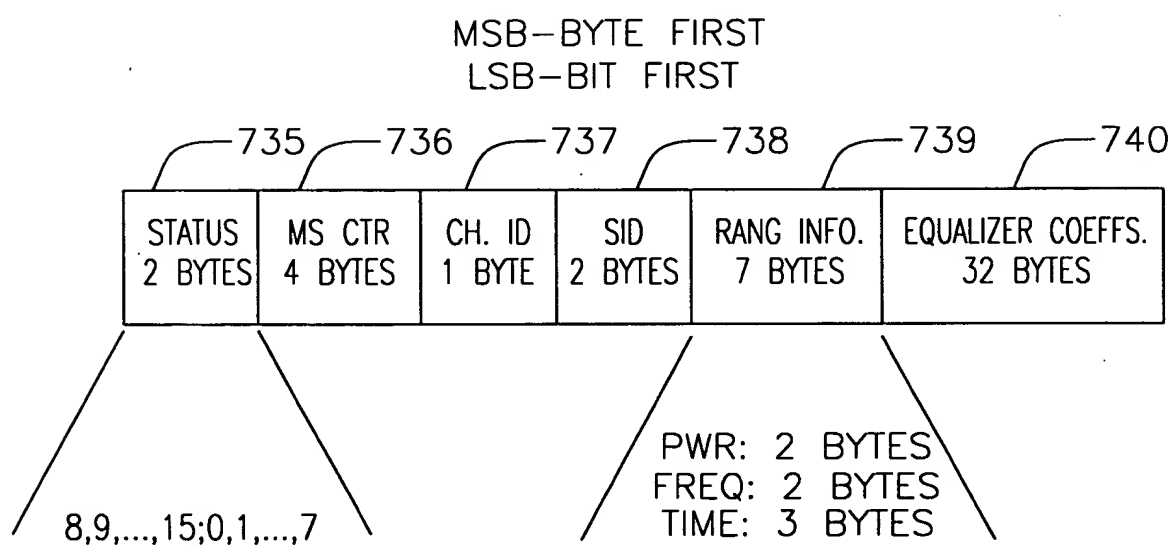 MSB-BYTE FIRST
LSB-BIT FIRST
735 736 737 738 739 740
STATUS MS CTR CH. ID SID RANG INFO. EQUALIZER COEFFS.
2 BYTES 4 BYTES 1 BYTE 2 BYTES 7 BYTES 32 BYTES
PWR: 2 BYTES
FREQ: 2 BYTES
8,9,...,15;0,1,...,7 TIME: 3 BYTES